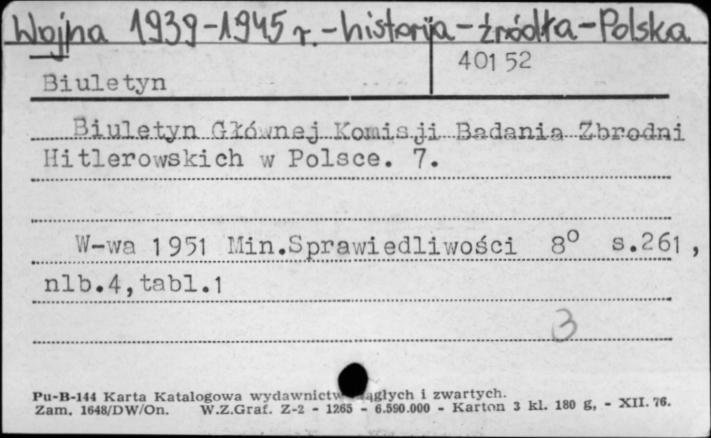 Wojna 1939-1945 r.-historja-źródła-Polska
40152
Biuletyn
Biuletyn Głównej Komisji Badania Zbrodni
Hitlerowskich w Polsce. 7.
W-wa 1951 Min.Sprawiedliwości 8° s.261,
nlb.4,tabl.1
3
Pu-B-144 Karta Katalogowa wydawnictw i zwartych.
Zam. 1648/DW/On. W.Z.Graf. Z-2 - 1265 - 6.590.000 - Karton 3 kl. 180 g, - XII. 76.